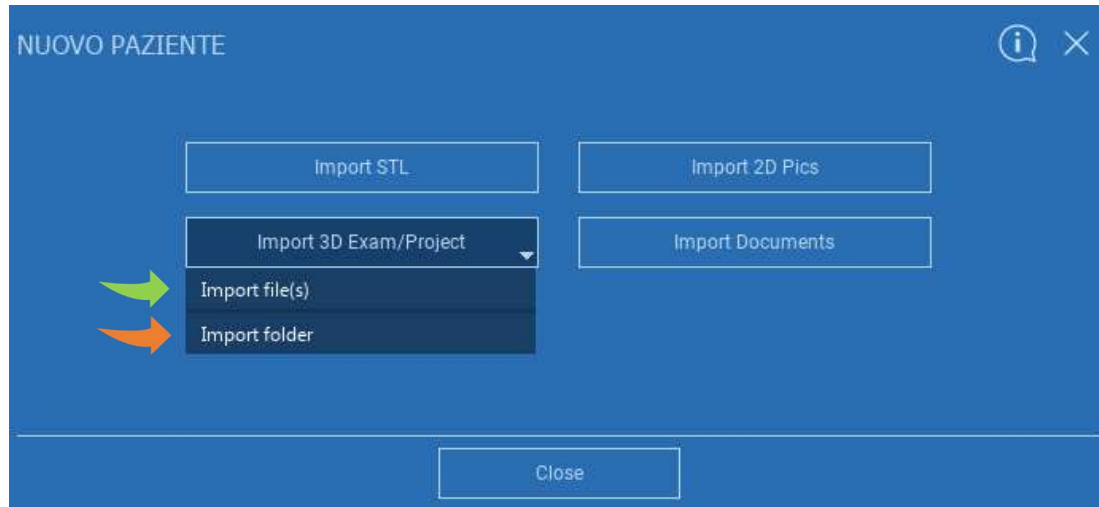 NUOVO PAZIENTE
Import STL
Import 2D Pics
Import 3D Exam/Project
Import Documents
Import file(s)
Import folder
Close